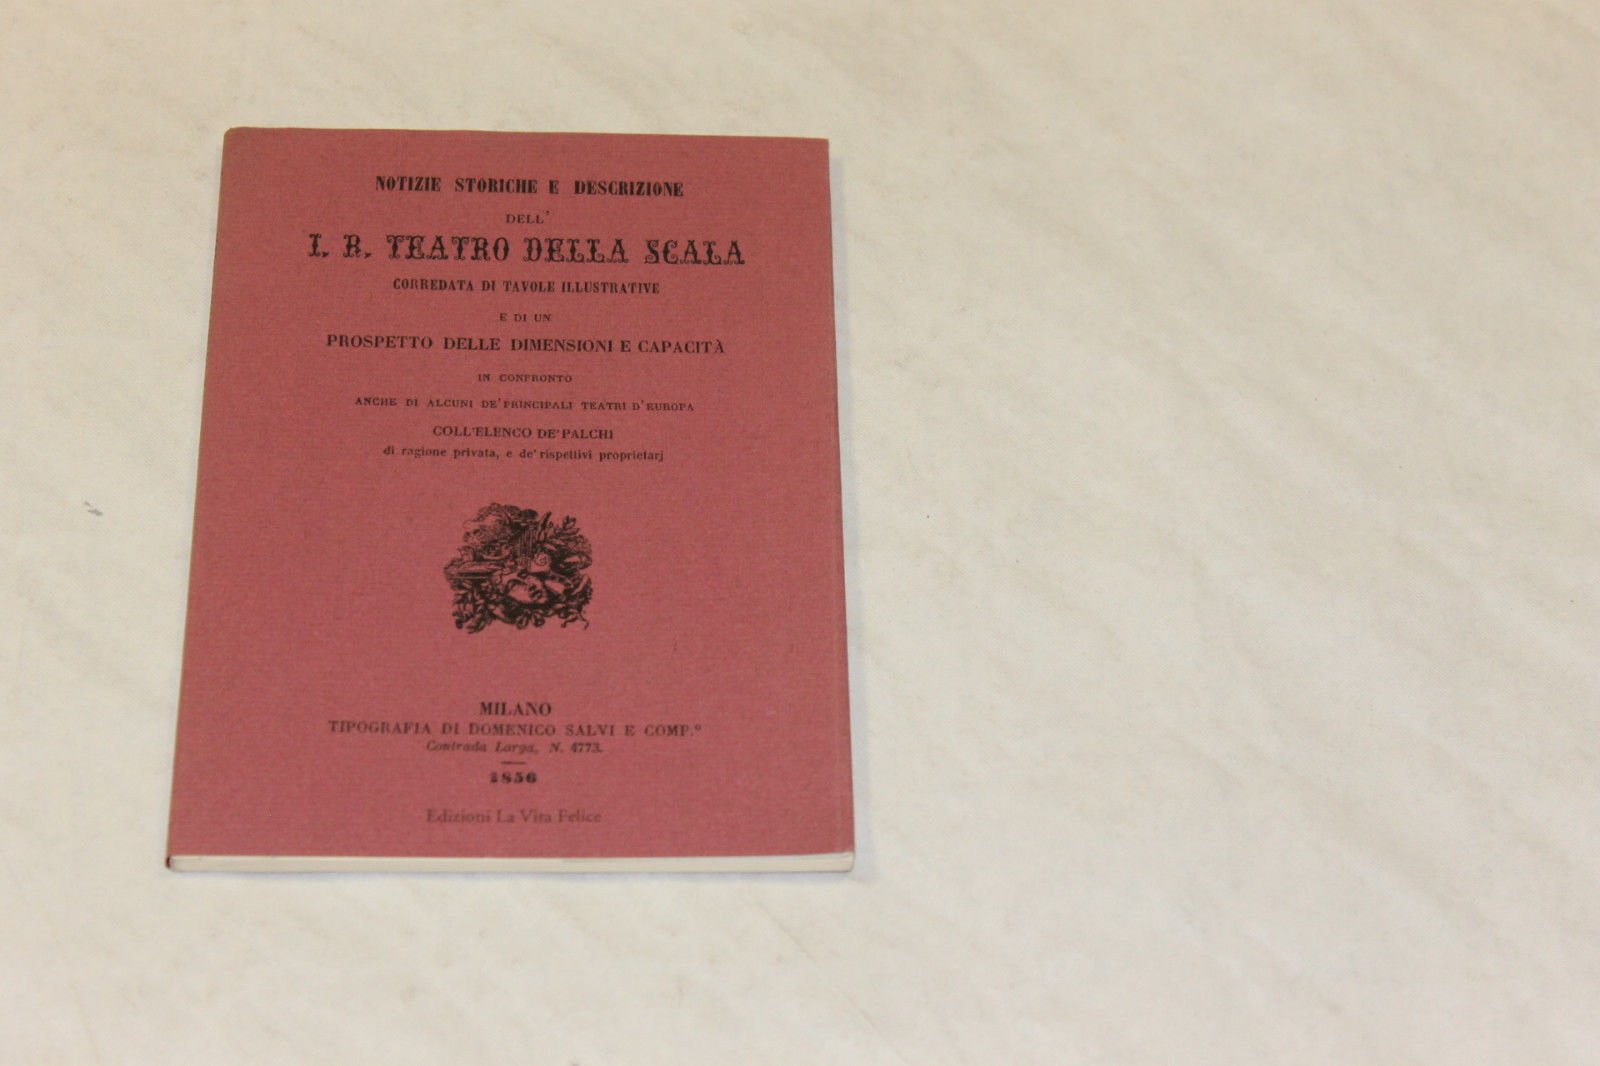 NOTIZIE STORICHE E DESCRIZIONE
DELL'
I. R. TEATRO DELLA SCALA
CORREDATA DI TAVOLE ILLUSTRATIVE
E DI UN
PROSPETTO DELLE DIMENSIONI E CAPACITÀ
IN CONFRONTO
ANCHE DI ALCUNI DE' PRINCIPALI TEATRI D'EUROPA
COLL'ELENCO DE' PALCHI
di ragione privata, e de' rispettivi proprietarj
MILANO
TIPOGRAFIA DI DOMENICO SALVI E COMP.º
Contrada Larga, N. 4773.
1856
Edizioni La Vita Felice